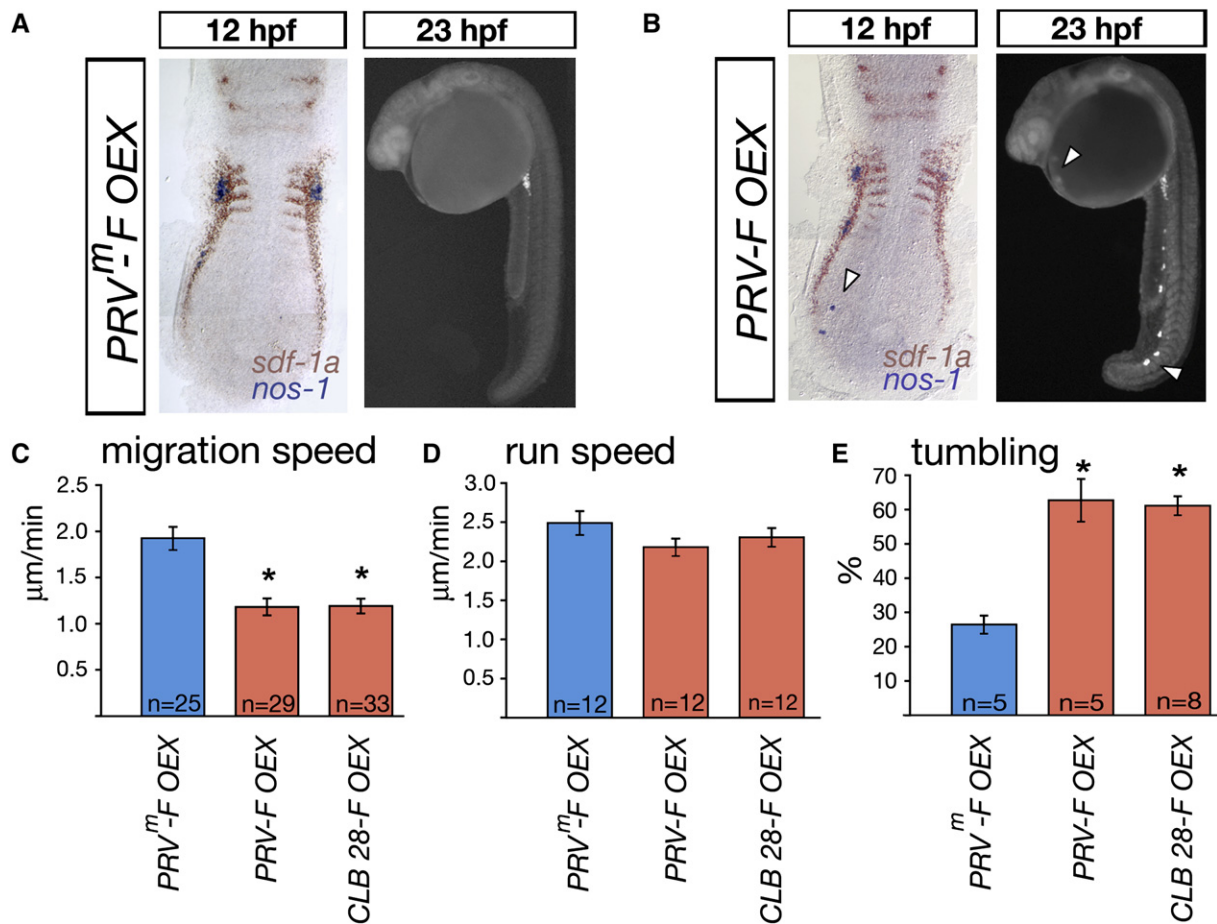 A
12 hpf
23 hpf
PRVᵐ-F OEX
sdf-1a
nos-1
B
12 hpf
23 hpf
PRV-F OEX
sdf-1a
nos-1
C migration speed
μm/min
2.5
2.0
1.5
1.0
0.5
* *
n=25 n=29 n=33
PRVᵐ-F OEX
PRV-F OEX
CLB 28-F OEX
D run speed
μm/min
3.0
2.5
2.0
1.5
1.0
0.5
n=12 n=12 n=12
PRVᵐ-F OEX
PRV-F OEX
CLB 28-F OEX
E tumbling
%
70
60
50
40
30
20
10
* *
n=5 n=5 n=8
PRVᵐ-F OEX
PRV-F OEX
CLB 28-F OEX